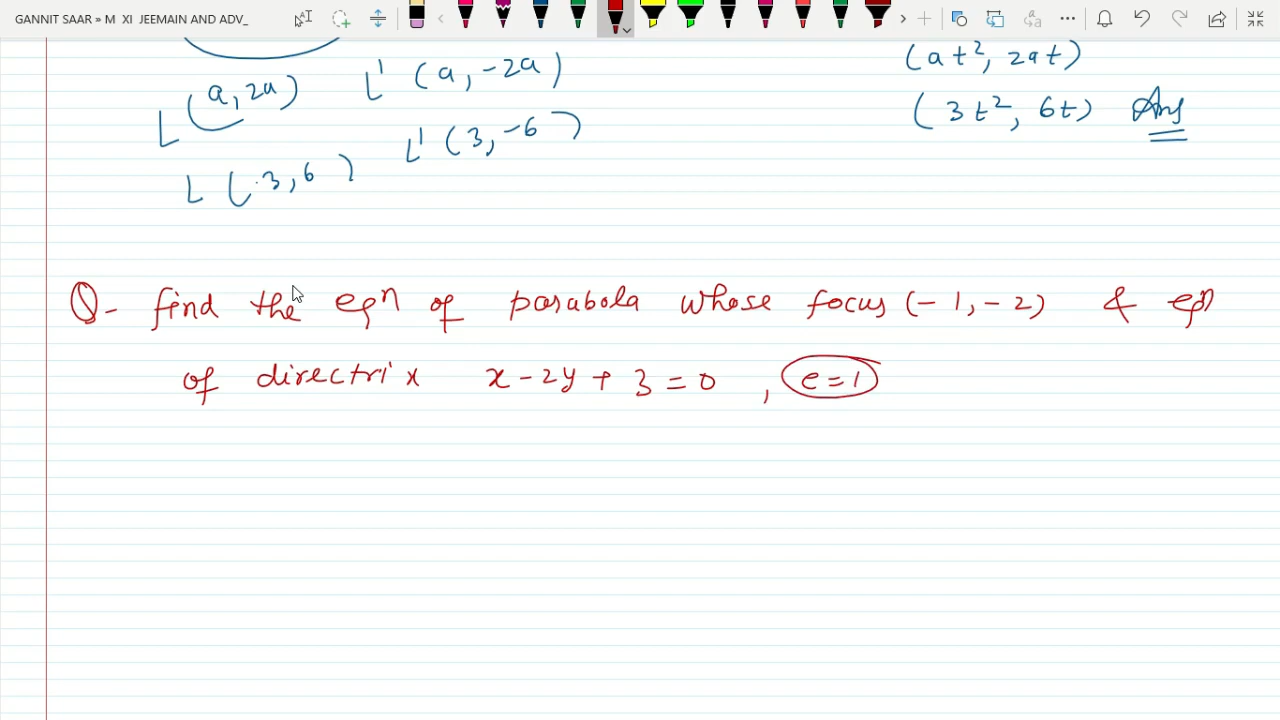 GANNIT SAAR » M XI JEEMAIN AND ADV_
L (a, 2a) L' (a, -2a) (at², 2at)
L (3, 6) L' (3, -6) (3t², 6t) Ans
Q- find the eqn of parabola whose focus (-1, -2) & eqn
of directrix x - 2y + 3 = 0 , e = 1